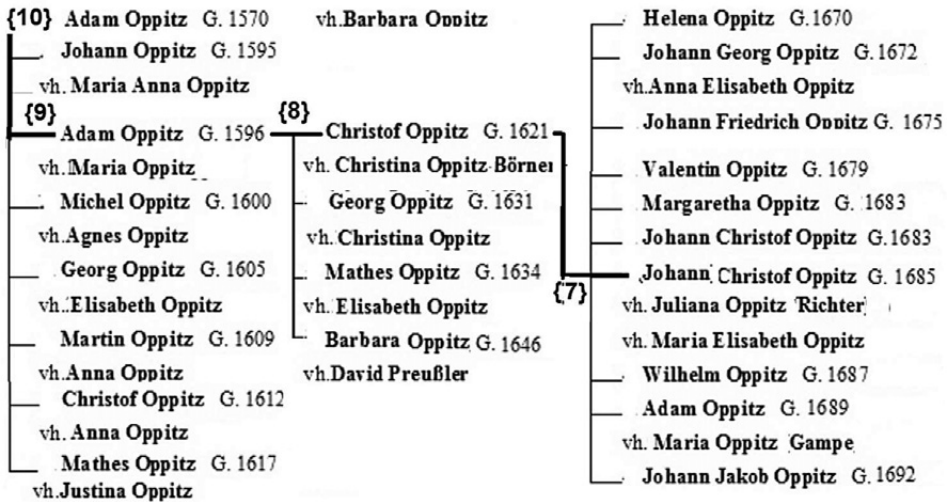 {10} Adam Oppitz G. 1570 vh. Barbara Oppitz
Johann Oppitz G. 1595
vh. Maria Anna Oppitz
{9}
Adam Oppitz G. 1596
vh. Maria Oppitz
Michel Oppitz G. 1600
vh. Agnes Oppitz
Georg Oppitz G. 1605
vh. Elisabeth Oppitz
Martin Oppitz G. 1609
vh. Anna Oppitz
Christof Oppitz G. 1612
vh. Anna Oppitz
Mathes Oppitz G. 1617
vh. Justina Oppitz
{8}
Christof Oppitz G. 1621
vh. Christina Oppitz Börner
Georg Oppitz G. 1631
vh. Christina Oppitz
Mathes Oppitz G. 1634
vh. Elisabeth Oppitz
Barbara Oppitz G. 1646
vh. David Preußler
Helena Oppitz G. 1670
Johann Georg Oppitz G. 1672
vh. Anna Elisabeth Oppitz
Johann Friedrich Oppitz G. 1675
Valentin Oppitz G. 1679
Margaretha Oppitz G. 1683
Johann Christof Oppitz G.1683
{7}
Johann Christof Oppitz G. 1685
vh. Juliana Oppitz Richter
vh. Maria Elisabeth Oppitz
Wilhelm Oppitz G. 1687
Adam Oppitz G. 1689
vh. Maria Oppitz Gampe
Johann Jakob Oppitz G. 1692